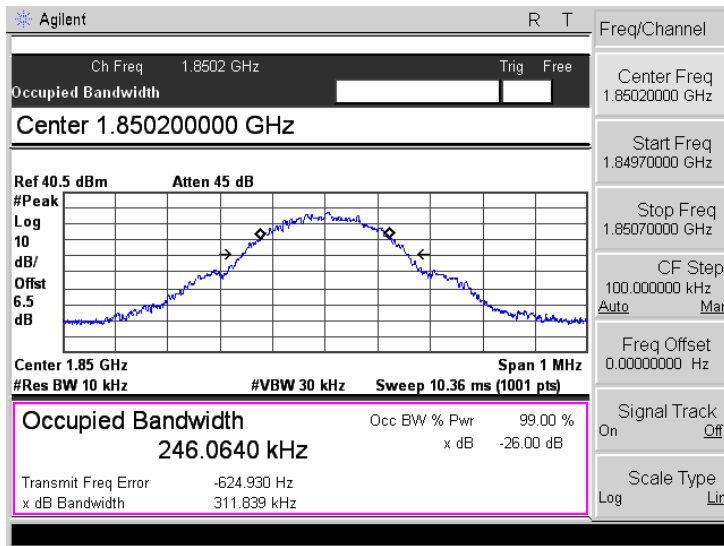 Agilent R T
Freq/Channel
Ch Freq 1.8502 GHz Trig Free
Occupied Bandwidth
Center 1.850200000 GHz
Ref 40.5 dBm Atten 45 dB
#Peak
Log
10
dB/
Offst
6.5
dB
Center 1.85 GHz Span 1 MHz
#Res BW 10 kHz #VBW 30 kHz Sweep 10.36 ms (1001 pts)
Occupied Bandwidth
246.0640 kHz
Occ BW % Pwr 99.00 %
x dB -26.00 dB
Transmit Freq Error -624.930 Hz
x dB Bandwidth 311.839 kHz
Center Freq
1.85020000 GHz
Start Freq
1.84970000 GHz
Stop Freq
1.85070000 GHz
CF Step
100.000000 kHz
Auto Man
Freq Offset
0.00000000 Hz
Signal Track
On Off
Scale Type
Log Lin